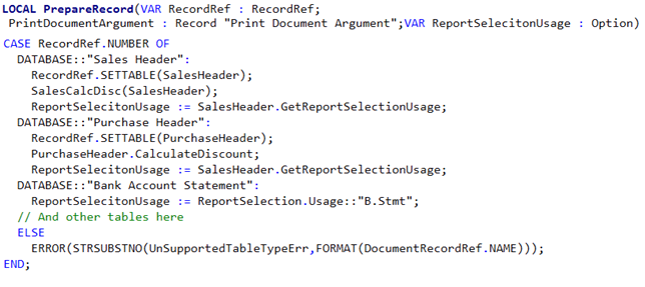 LOCAL PrepareRecord(VAR RecordRef : RecordRef;
PrintDocumentArgument : Record "Print Document Argument";VAR ReportSelecitonUsage : Option)
CASE RecordRef.NUMBER OF
DATABASE::"Sales Header":
RecordRef.SETTABLE(SalesHeader);
SalesCalcDisc(SalesHeader);
ReportSelecitonUsage := SalesHeader.GetReportSelectionUsage;
DATABASE::"Purchase Header":
RecordRef.SETTABLE(PurchaseHeader);
PurchaseHeader.CalculateDiscount;
ReportSelecitonUsage := SalesHeader.GetReportSelectionUsage;
DATABASE::"Bank Account Statement":
ReportSelecitonUsage := ReportSelection.Usage::"B.Stmt";
// And other tables here
ELSE
ERROR(STRSUBSTNO(UnSupportedTableTypeErr,FORMAT(DocumentRecordRef.NAME)));
END;